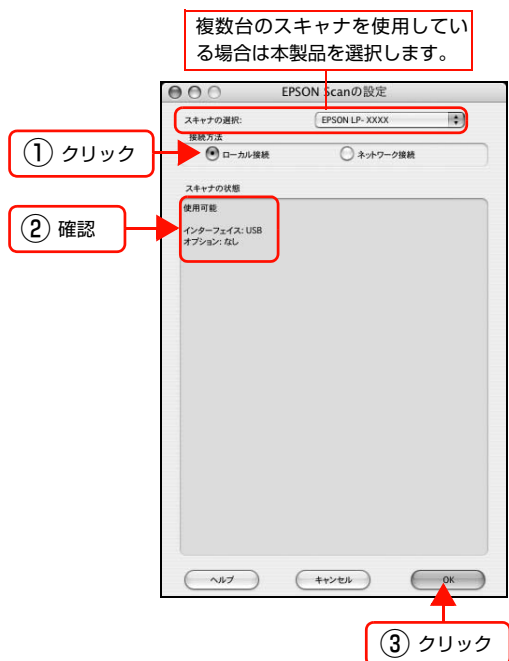 複数台のスキャナを使用してい
る場合は本製品を選択します。
EPSON Scanの設定
スキャナの選択: EPSON LP- XXXX
接続方法
① クリック
ローカル接続 ネットワーク接続
スキャナの状態
② 確認
使用可能
インターフェイス: USB
オプション: なし
ヘルプ キャンセル OK
③ クリック